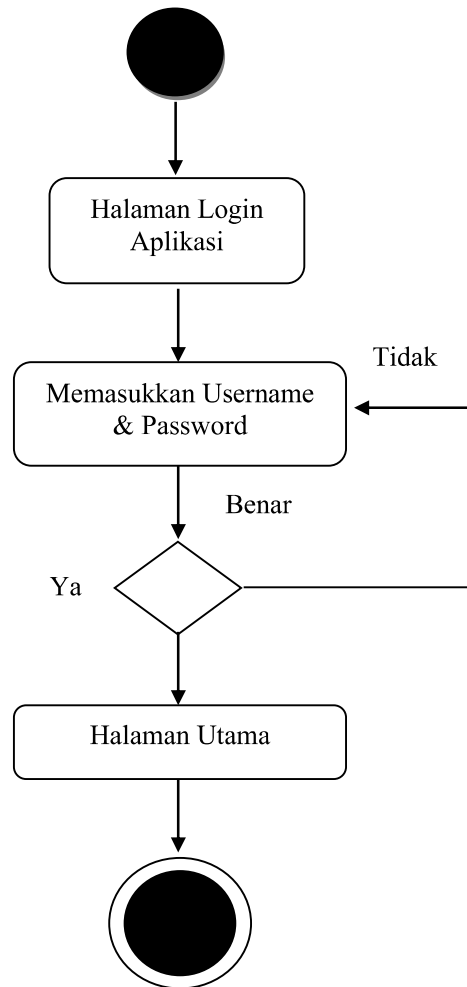 Halaman Login
Aplikasi
Tidak
Memasukkan Username
& Password
Benar
Ya
Halaman Utama